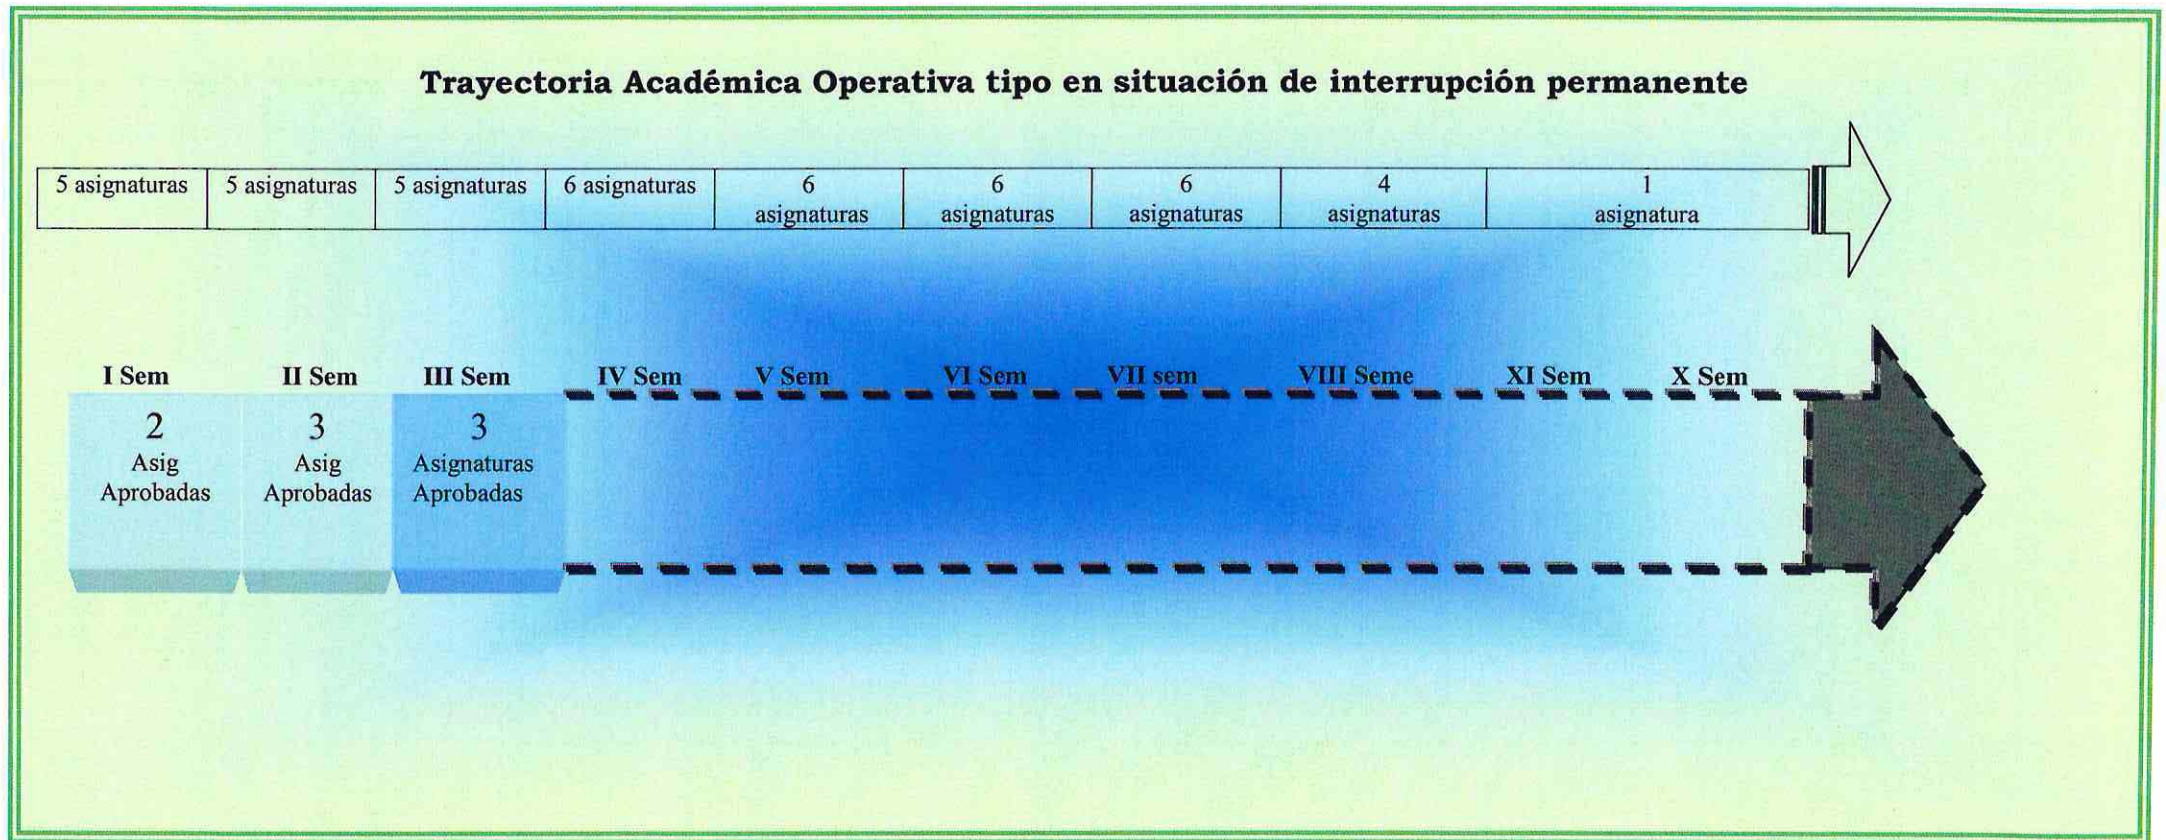 Trayectoria Académica Operativa tipo en situación de interrupción permanente
5 asignaturas
5 asignaturas
5 asignaturas
6 asignaturas
6
asignaturas
6
asignaturas
6
asignaturas
4
asignaturas
1
asignatura
I Sem
II Sem
III Sem
IV Sem
V Sem
VI Sem
VII sem
VIII Seme
XI Sem
X Sem
2
Asig
Aprobadas
3
Asig
Aprobadas
3
Asignaturas
Aprobadas